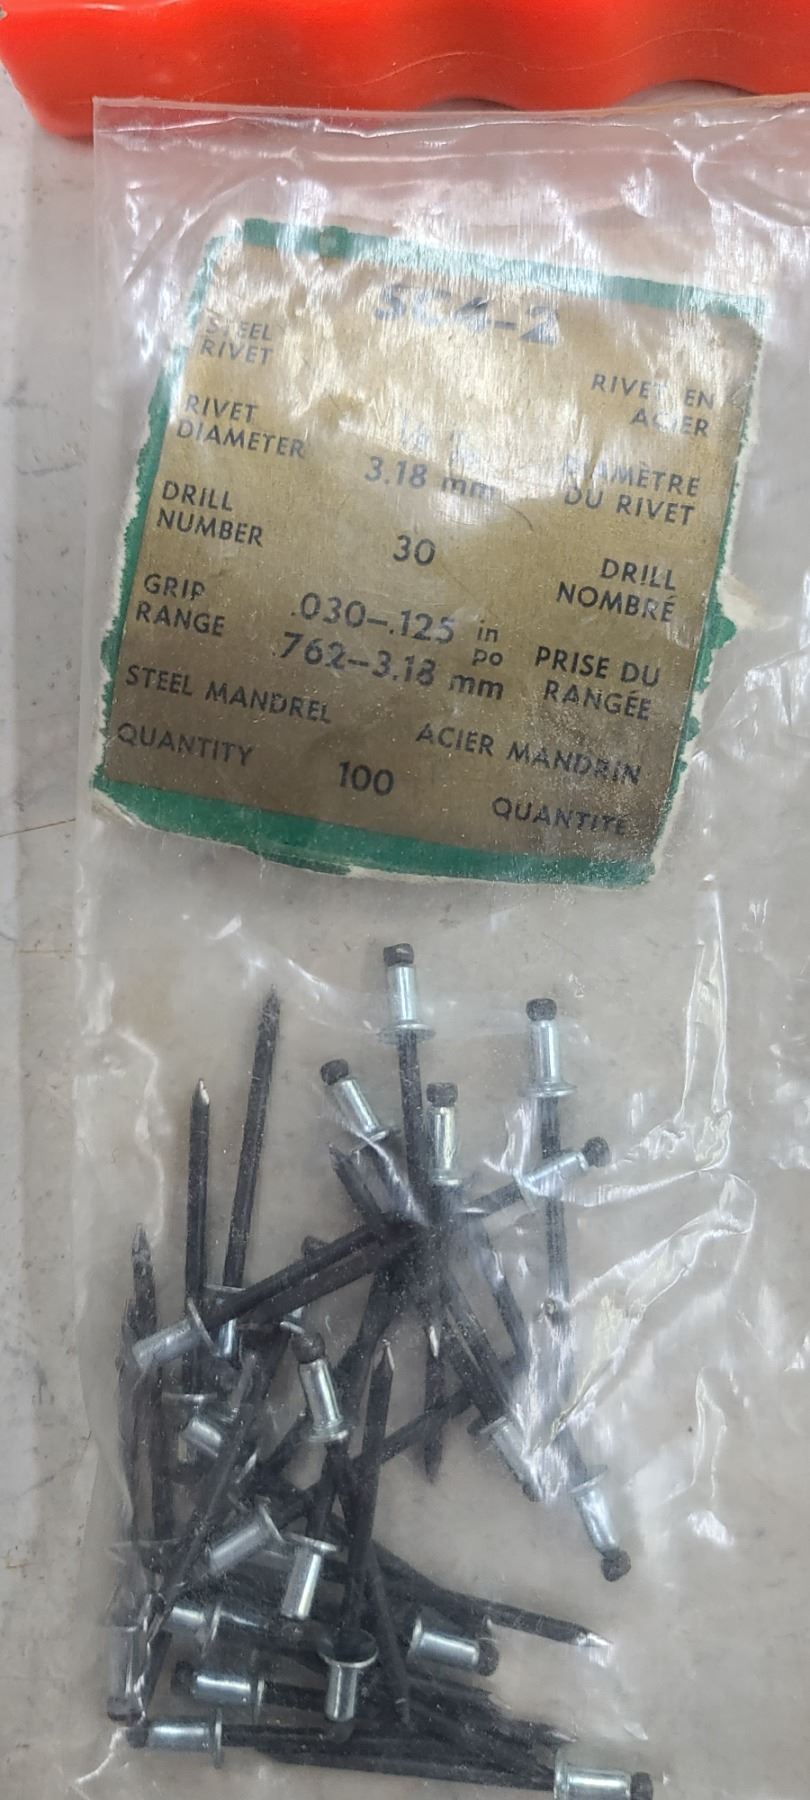 SC4-2
STEEL
RIVET
RIVET EN
ACIER
RIVET
DIAMETER
3.18 mm
DIAMÈTRE
DU RIVET
DRILL
NUMBER
30
DRILL
NOMBRÉ
GRIP
RANGE
.030–.125 in
po
.762–3.18 mm
PRISE DU
RANGÉE
STEEL MANDREL
ACIER MANDRIN
QUANTITY
100
QUANTITÉ